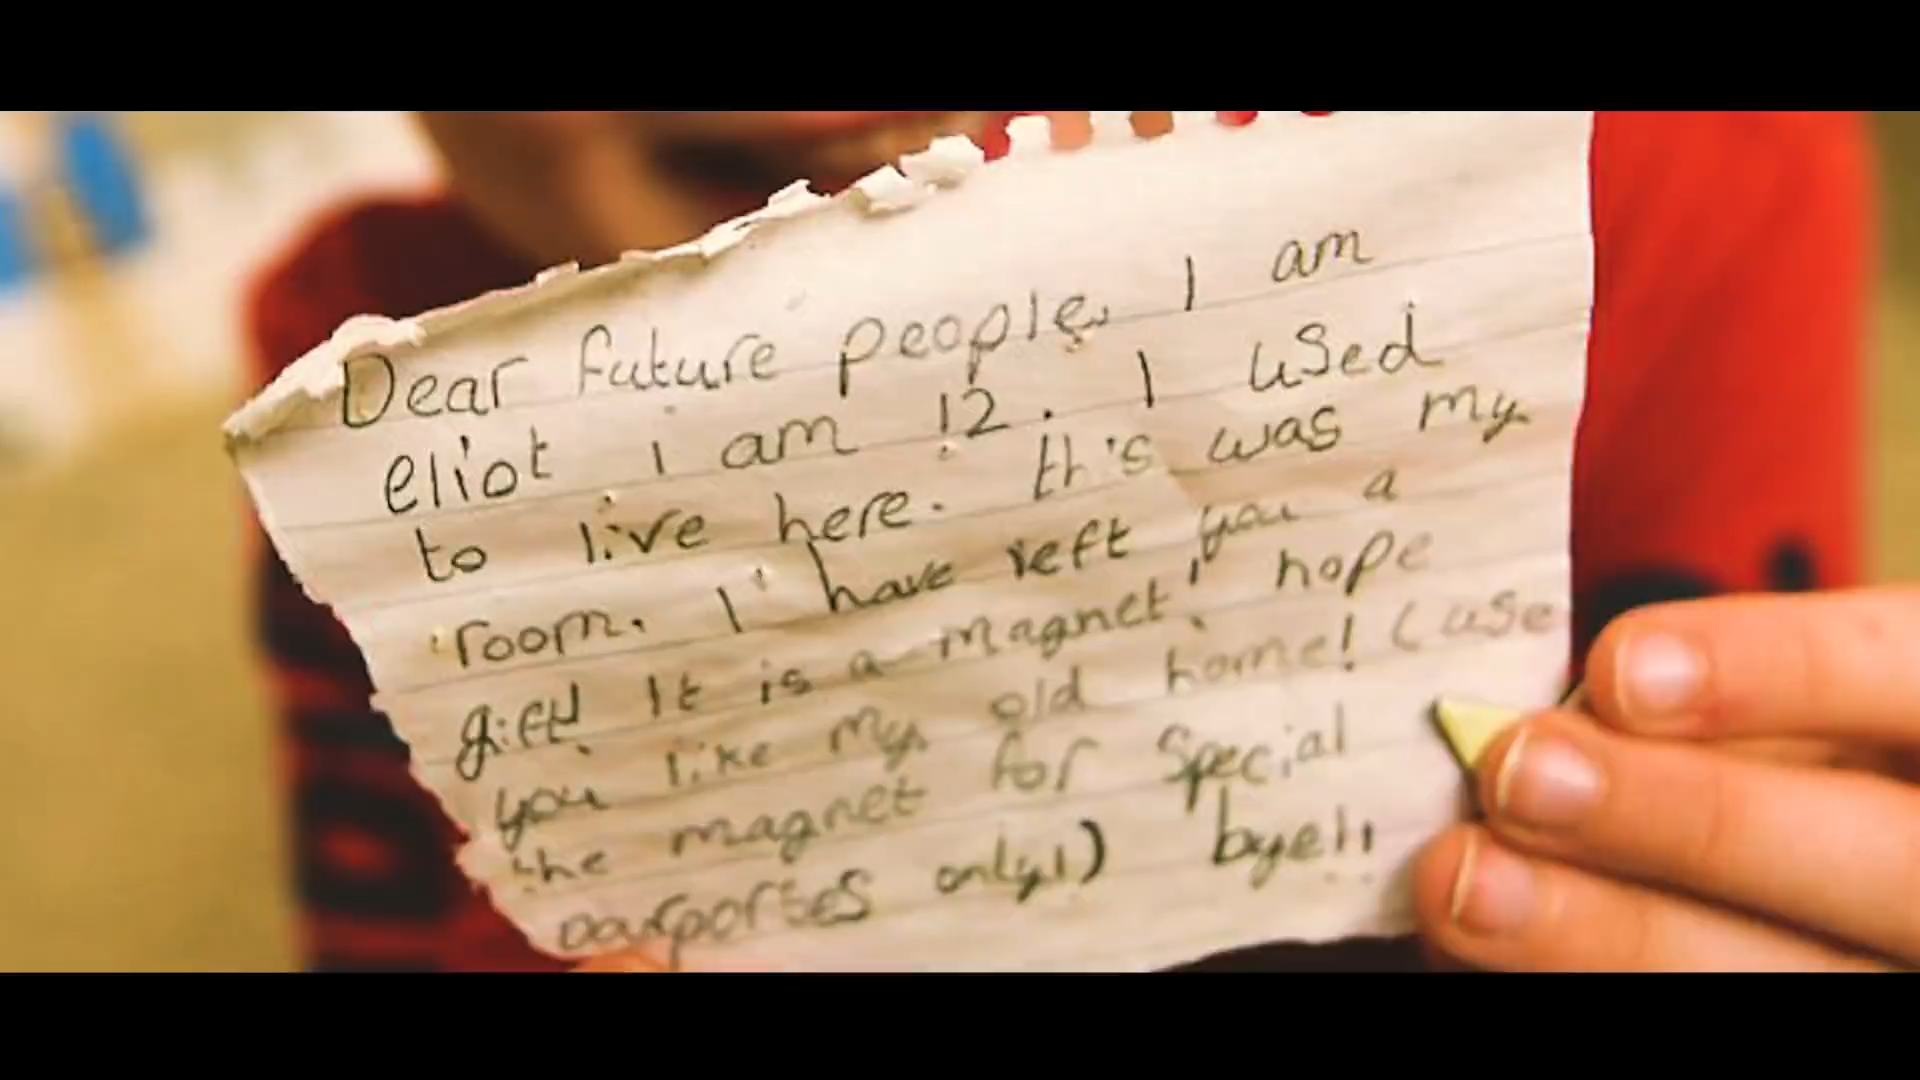 Dear future people. I am
eliot i am 12. I used
to live here. this was my
room. I have left you a
gift! It is a magnet! hope
you like my old home! (use
the magnet for special
ourportes only!) bye!!